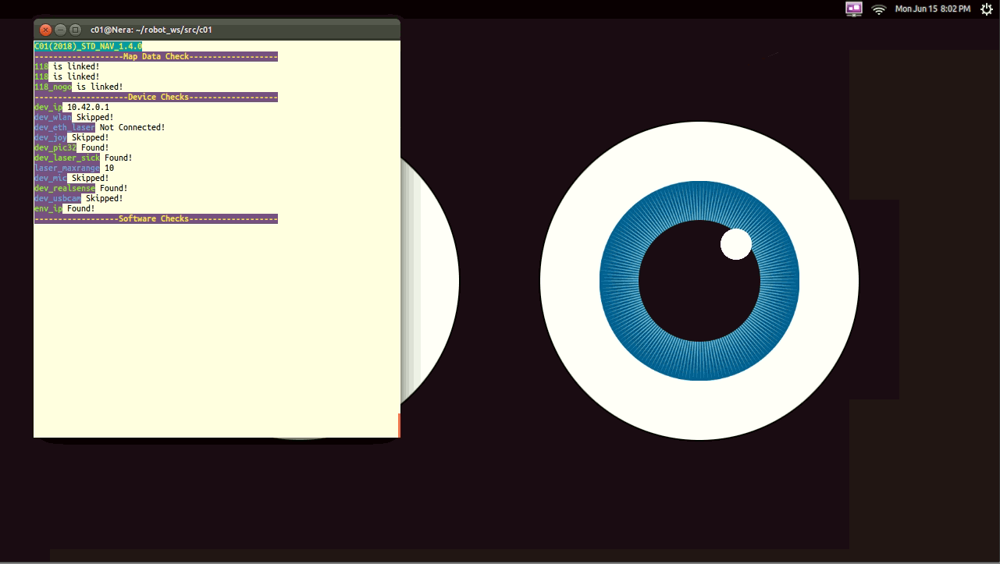 Mon Jun 15 8:02 PM
c01@Nera: ~/robot_ws/src/c01
C01(2018)_STD_NAV_1.4.0
-------------------Map Data Check-------------------
118 is linked!
118 is linked!
118_nogo is linked!
--------------------Device Checks-------------------
dev_ip 10.42.0.1
dev_wlan Skipped!
dev_eth_laser Not Connected!
dev_joy Skipped!
dev_pic32 Found!
dev_laser_sick Found!
laser_maxrange 10
dev_mic Skipped!
dev_realsense Found!
dev_usbcam Skipped!
env_ip Found!
------------------Software Checks-------------------